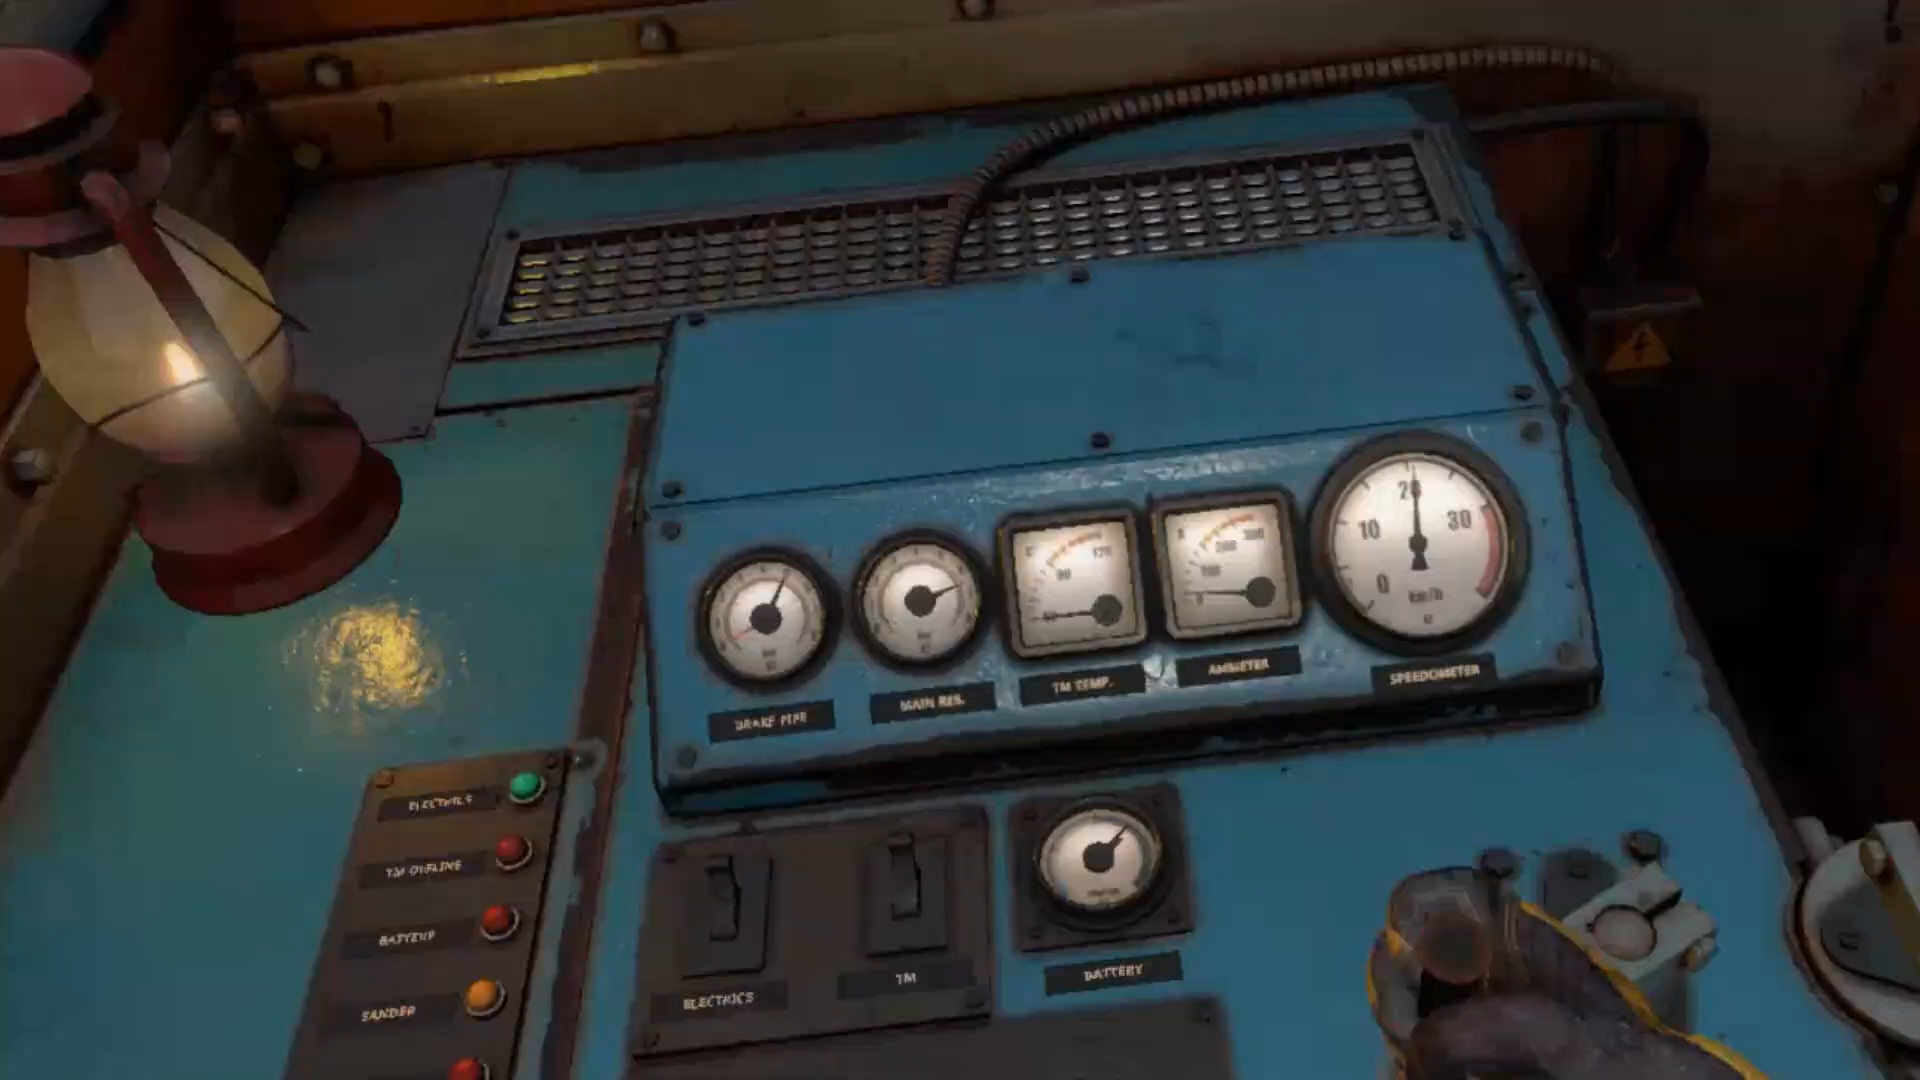 20
10
30
0
km/h
120
BRAKE PIPE
MAIN RES.
TM TEMP.
AMMETER
SPEEDOMETER
ELECTRICS
TM OFFLINE
BATTERY
SANDER
ELECTRICS
TM
BATTERY